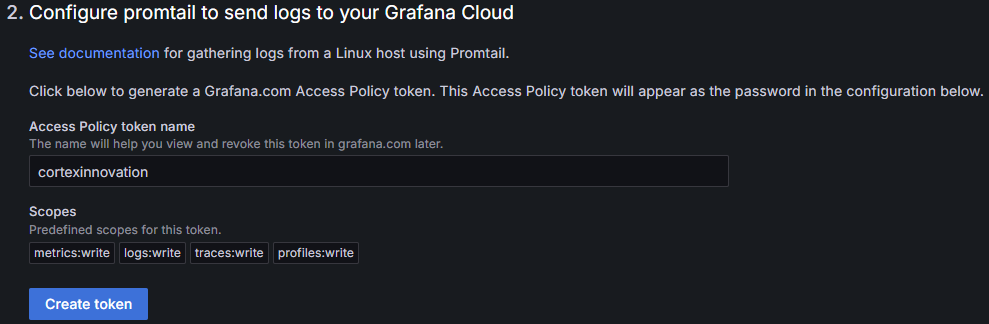 2. Configure promtail to send logs to your Grafana Cloud
See documentation for gathering logs from a Linux host using Promtail.
Click below to generate a Grafana.com Access Policy token. This Access Policy token will appear as the password in the configuration below.
Access Policy token name
The name will help you view and revoke this token in grafana.com later.
cortexinnovation
Scopes
Predefined scopes for this token.
metrics:write logs:write traces:write profiles:write
Create token